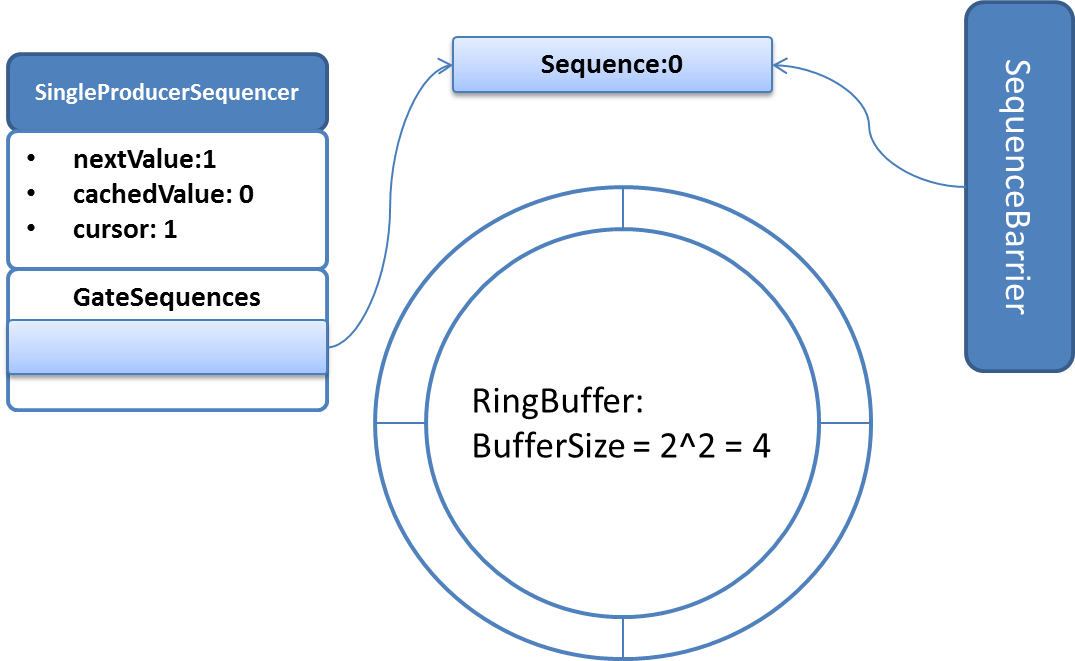 SingleProducerSequencer
• nextValue:1
• cachedValue: 0
• cursor: 1
GateSequences
Sequence:0
SequenceBarrier
RingBuffer:
BufferSize = 2^2 = 4